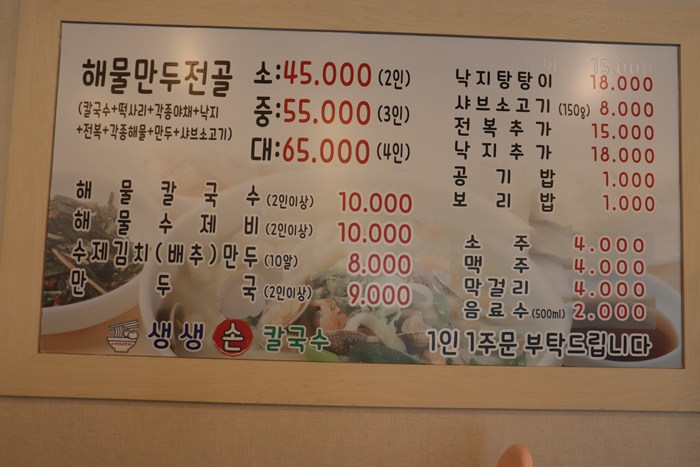 해물만두전골
(칼국수+떡사리+각종야채+낙지
+전복+각종해물+만두+샤브소고기)
소:45.000 (2인)
중:55.000 (3인)
대:65.000 (4인)
해물칼국수 (2인이상) 10.000
해물수제비 (2인이상) 10.000
수제김치(배추)만두 (10알) 8.000
만두국 (2인이상) 9.000
낙지탕탕이 18.000
샤브소고기 (150g) 8.000
전복추가 15.000
낙지추가 18.000
공기밥 1.000
보리밥 1.000
소주 4.000
맥주 4.000
막걸리 4.000
음료수 (500ml) 2.000
생생 손 칼국수
1인 1주문 부탁드립니다